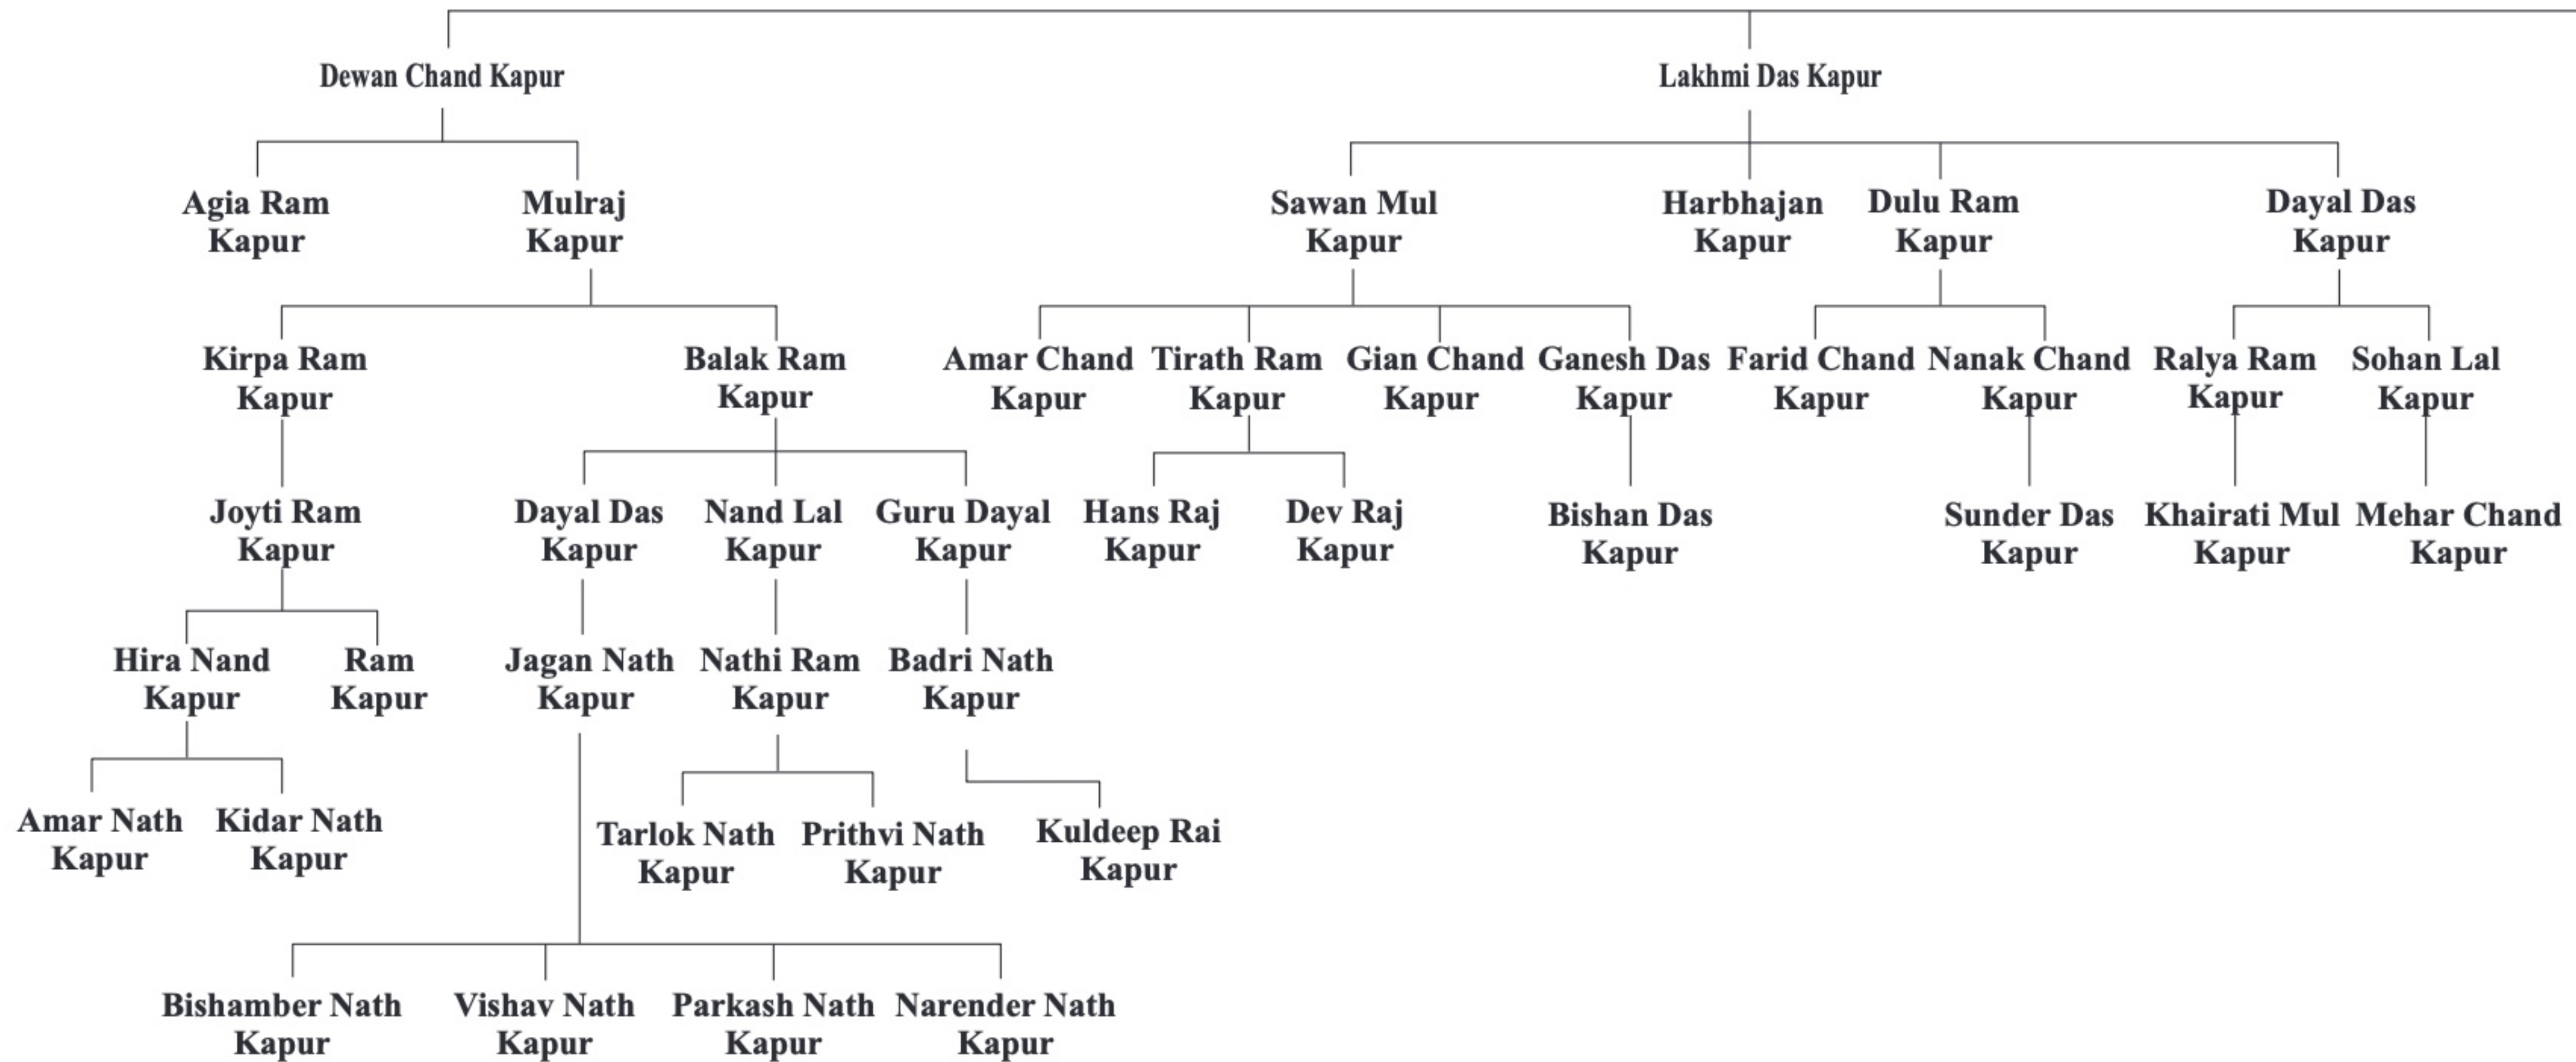 Dewan Chand Kapur
Lakhmi Das Kapur
Agia Ram
Kapur
Mulraj
Kapur
Sawan Mul
Kapur
Harbhajan
Kapur
Dulu Ram
Kapur
Dayal Das
Kapur
Kirpa Ram
Kapur
Balak Ram
Kapur
Amar Chand
Kapur
Tirath Ram
Kapur
Gian Chand
Kapur
Ganesh Das
Kapur
Farid Chand
Kapur
Nanak Chand
Kapur
Ralya Ram
Kapur
Sohan Lal
Kapur
Joyti Ram
Kapur
Dayal Das
Kapur
Nand Lal
Kapur
Guru Dayal
Kapur
Hans Raj
Kapur
Dev Raj
Kapur
Bishan Das
Kapur
Sunder Das
Kapur
Khairati Mul
Kapur
Mehar Chand
Kapur
Hira Nand
Kapur
Ram
Kapur
Jagan Nath
Kapur
Nathi Ram
Kapur
Badri Nath
Kapur
Amar Nath
Kapur
Kidar Nath
Kapur
Tarlok Nath
Kapur
Prithvi Nath
Kapur
Kuldeep Rai
Kapur
Bishamber Nath
Kapur
Vishav Nath
Kapur
Parkash Nath
Kapur
Narender Nath
Kapur